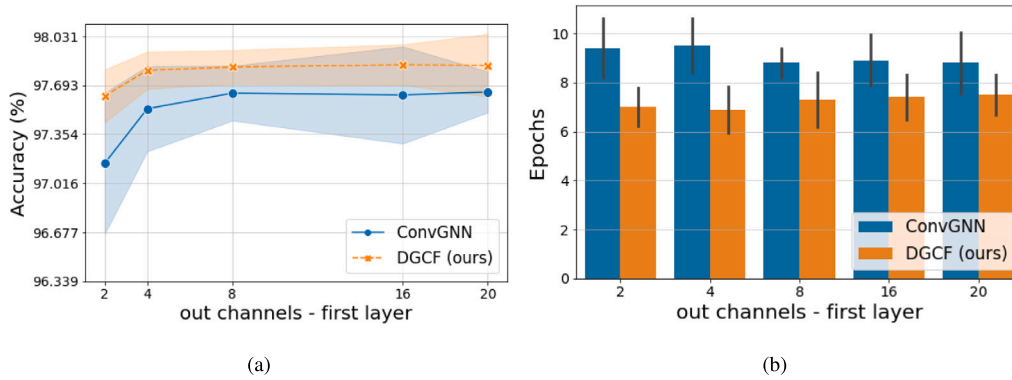 98.031
97.693
97.354
97.016
96.677
96.339
Accuracy (%)
2 4 8 16 20
out channels - first layer
ConvGNN
DGCF (ours)
(a)
10
8
6
4
2
0
Epochs
2 4 8 16 20
out channels - first layer
ConvGNN
DGCF (ours)
(b)